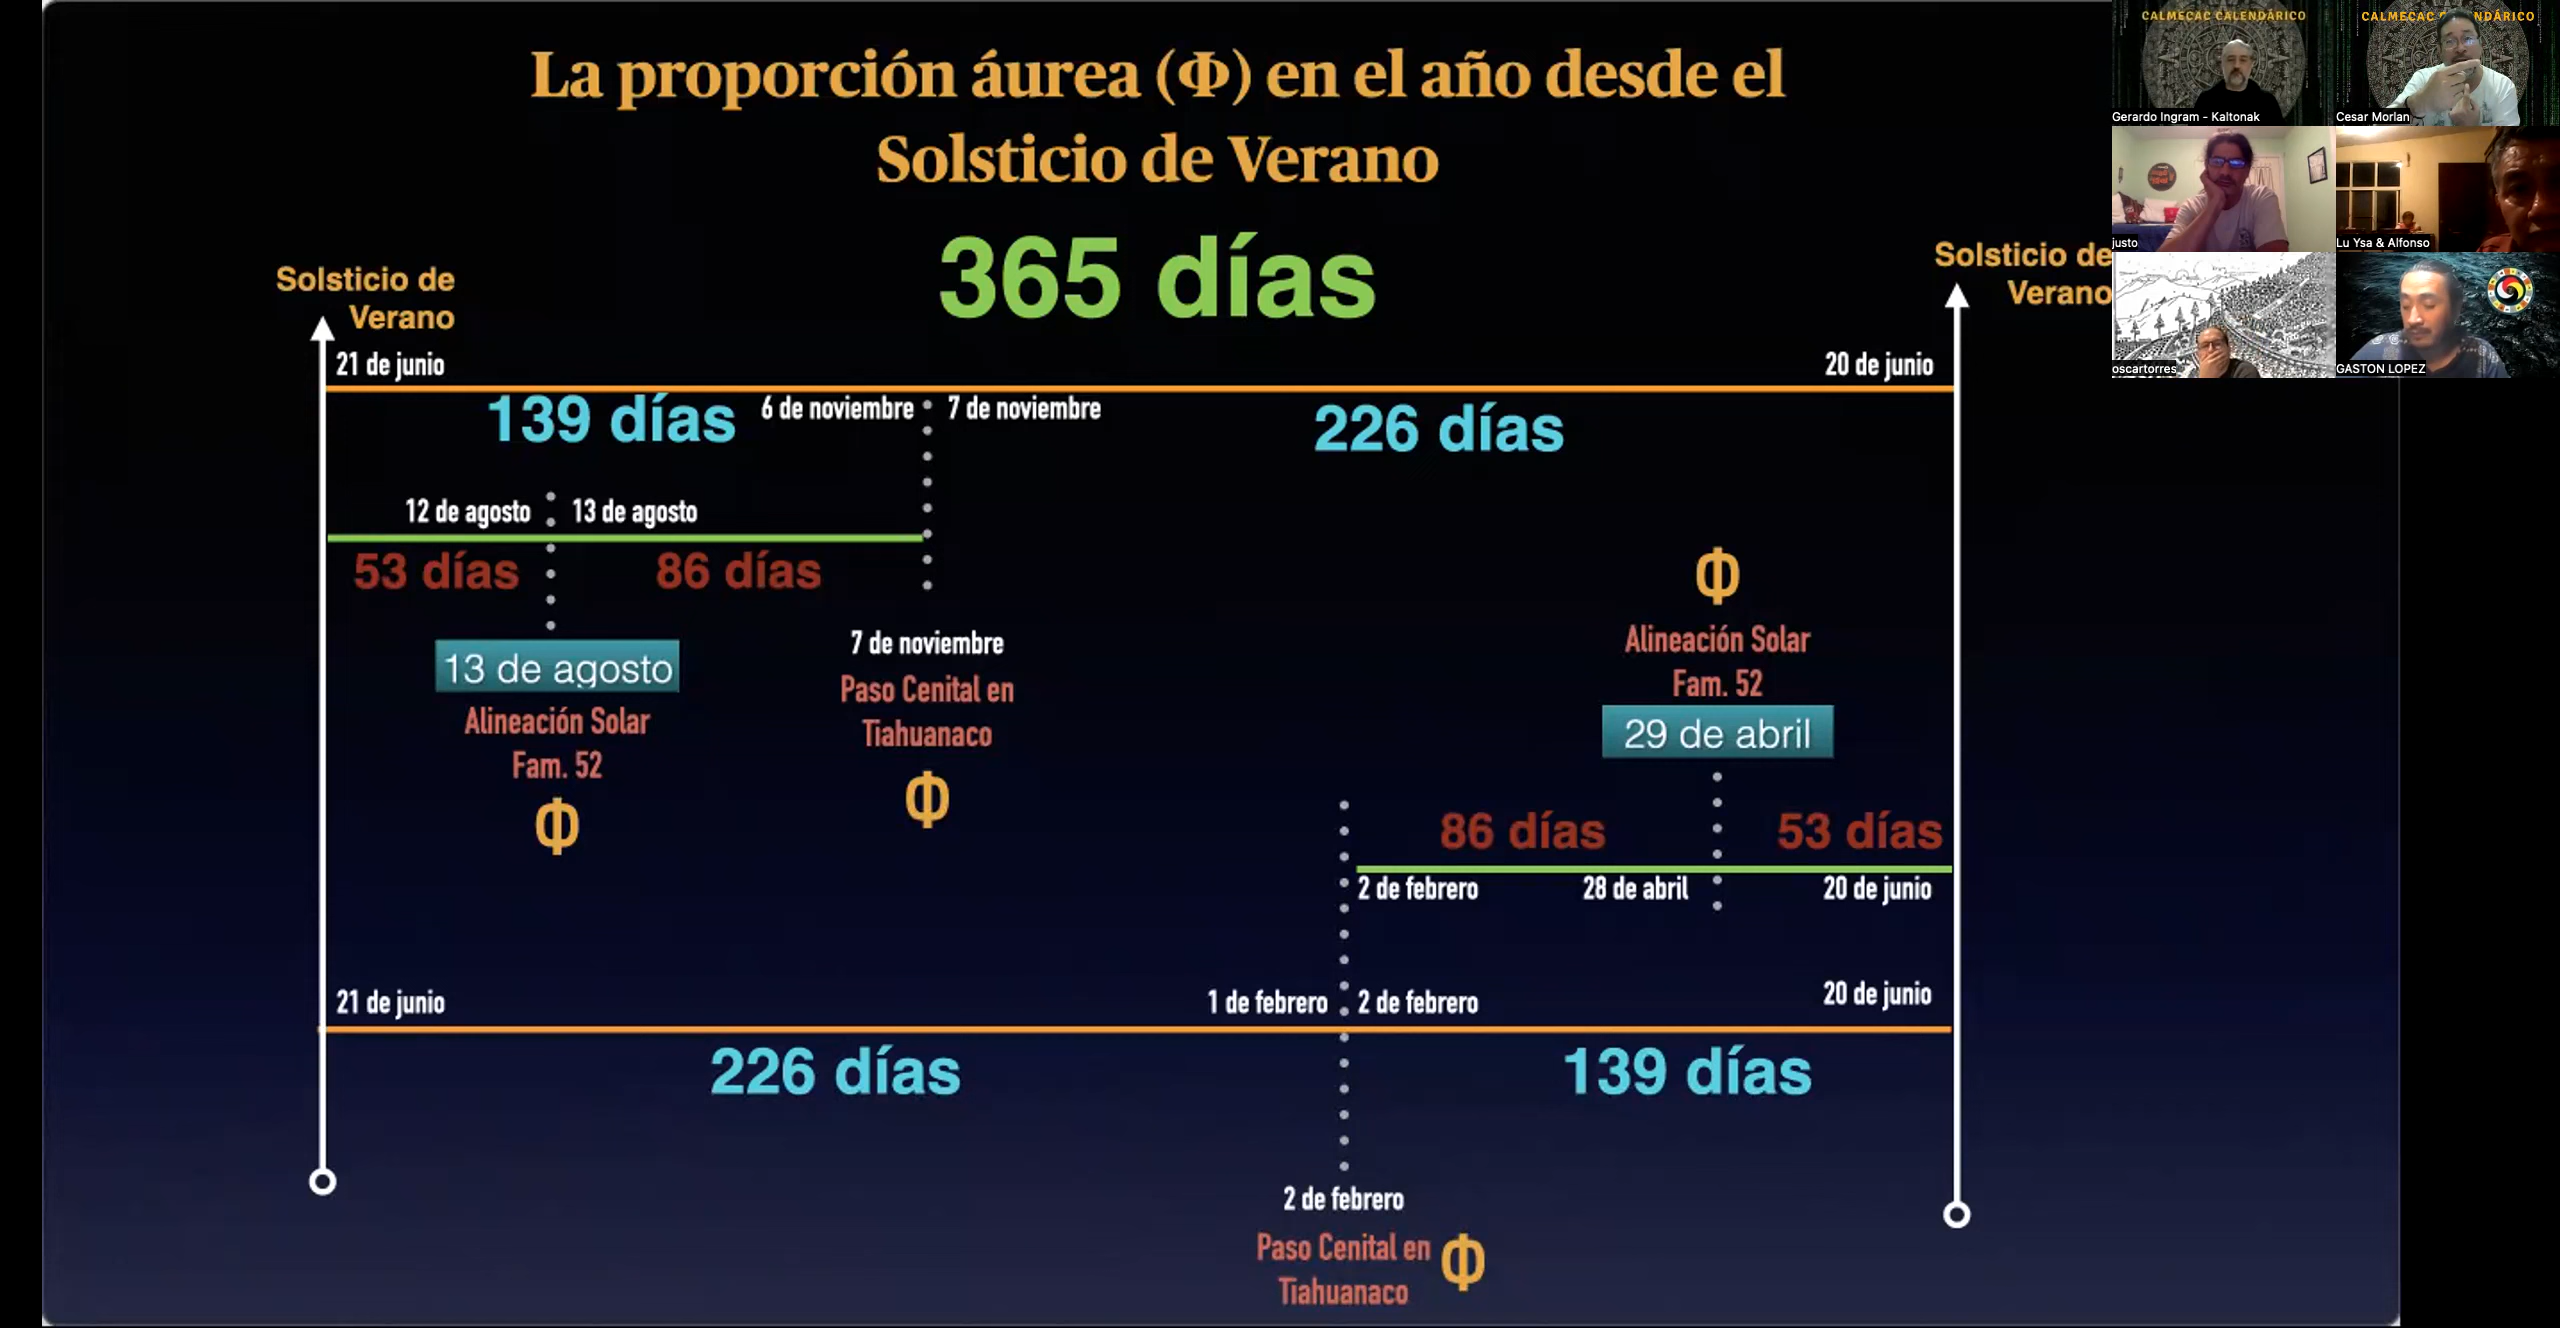 La proporción áurea (Φ) en el año desde el
Solsticio de Verano
365 días
Solsticio de
Verano
Solsticio de
Verano
21 de junio
20 de junio
139 días
6 de noviembre
7 de noviembre
226 días
12 de agosto
13 de agosto
53 días
86 días
13 de agosto
Alineación Solar
Fam. 52
Φ
7 de noviembre
Paso Cenital en
Tiahuanaco
Φ
Φ
Alineación Solar
Fam. 52
29 de abril
86 días
53 días
2 de febrero
28 de abril
20 de junio
21 de junio
1 de febrero
2 de febrero
20 de junio
226 días
139 días
2 de febrero
Paso Cenital en
Tiahuanaco
Φ
CALMECAC CALENDÁRICO
Gerardo Ingram - Kaltonak
CALMECAC NDÁRICO
Cesar Morlan
justo
Lu Ysa & Alfonso
oscartorres
GASTON LOPEZ